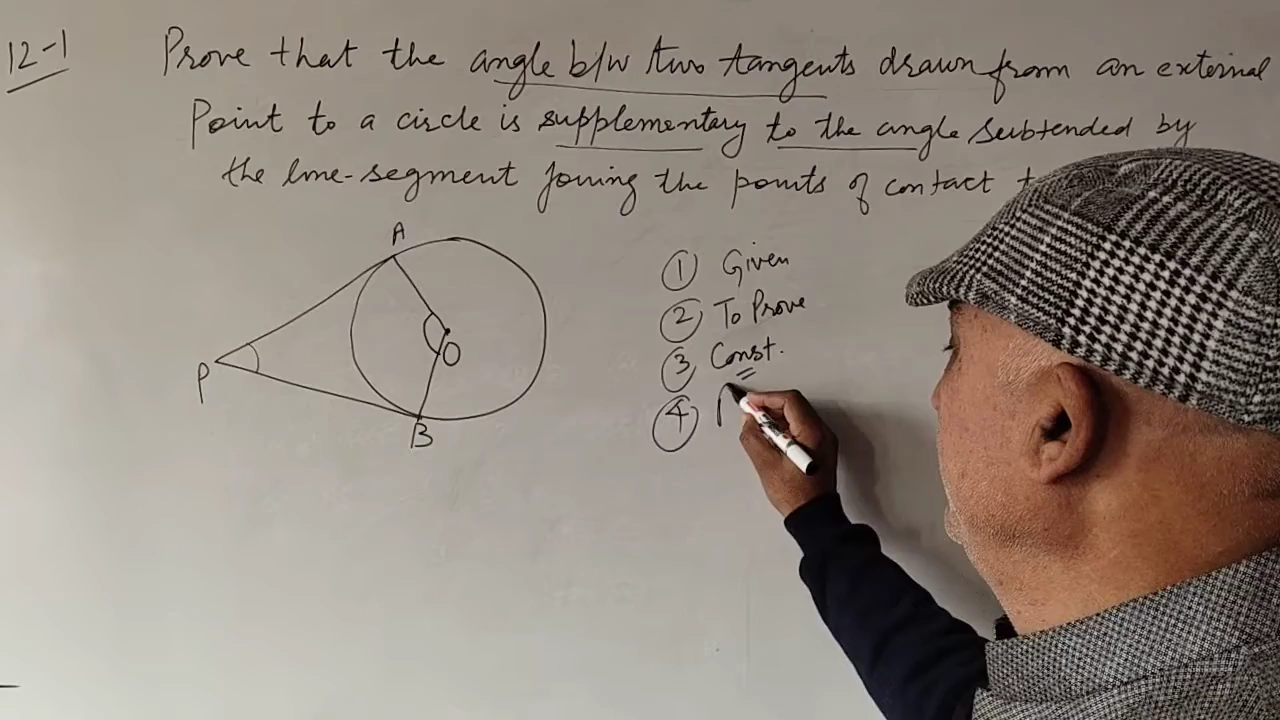 12-1
Prove that the angle b/w two tangents drawn from an external
Point to a circle is supplementary to the angle subtended by
the line-segment joining the points of contact
A
P
O
B
① Given
② To Prove
③ Const.
④